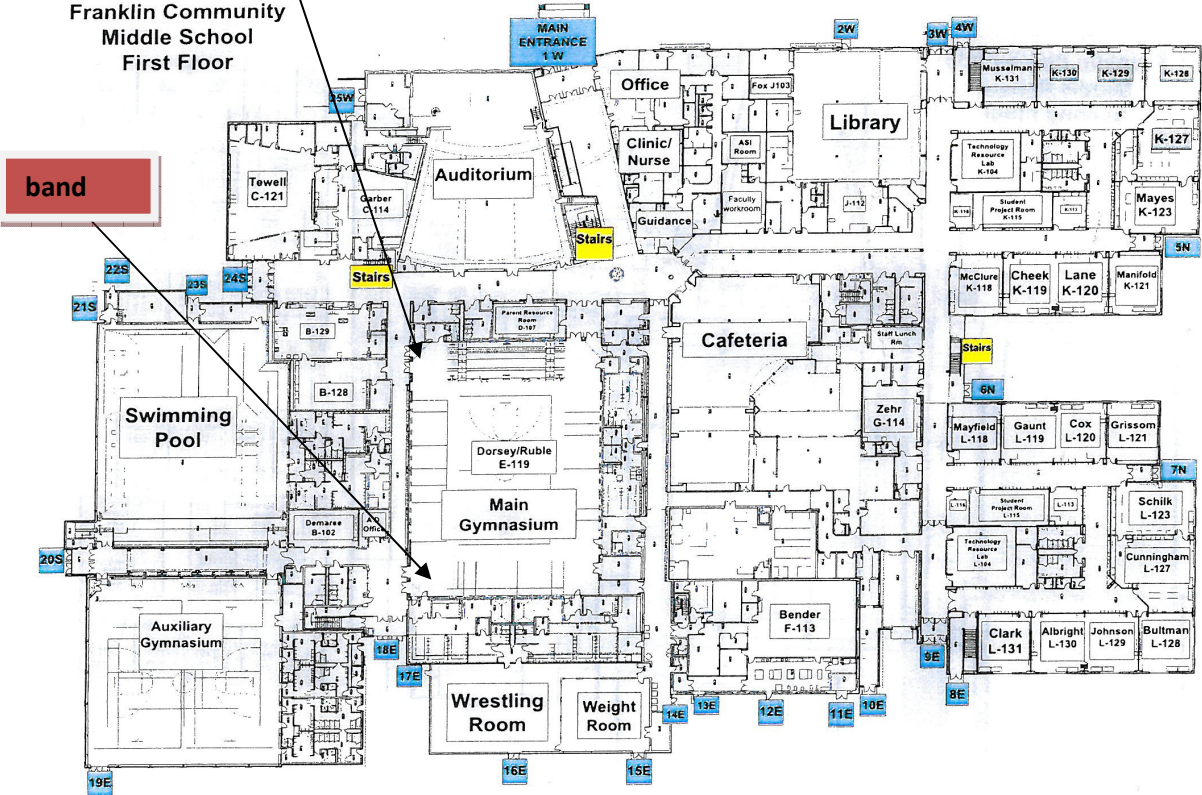 Franklin Community
Middle School
First Floor
MAIN
ENTRANCE
1 W
2W
3W
4W
25W
Office
Fox J103
Library
Musselman
K-131
K-130
K-129
K-128
Clinic/
Nurse
ASI
Room
Technology
Resource
Lab
K-104
K-127
band
Tewell
C-121
Garber
C-114
Auditorium
Faculty
workroom
J-112
K-116
Student
Project Room
K-115
K-113
Mayes
K-123
Guidance
Stairs
5N
22S
23S
24S
21S
Stairs
McClure
K-118
Cheek
K-119
Lane
K-120
Manifold
K-121
B-129
Parent Resource
Room
D-107
Cafeteria
Staff Lunch
Rm
Stairs
B-128
6N
Swimming
Pool
Zehr
G-114
Mayfield
L-118
Gaunt
L-119
Cox
L-120
Grissom
L-121
Dorsey/Ruble
E-119
7N
Main
Gymnasium
L-116
Student
Project Room
L-115
L-113
Schilk
L-123
Demaree
B-102
A.D.
Office
20S
Technology
Resource
Lab
L-104
Cunningham
L-127
Auxiliary
Gymnasium
Bender
F-113
Clark
L-131
Albright
L-130
Johnson
L-129
Bultman
L-128
18E
17E
9E
8E
Wrestling
Room
Weight
Room
14E
13E
12E
11E
10E
16E
15E
19E